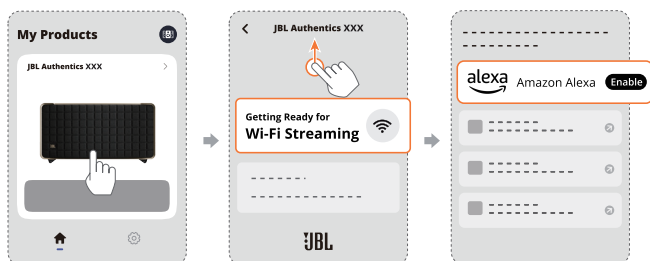 My Products
JBL Authentics XXX
JBL Authentics XXX
Getting Ready for
Wi-Fi Streaming
JBL
alexa Amazon Alexa Enable